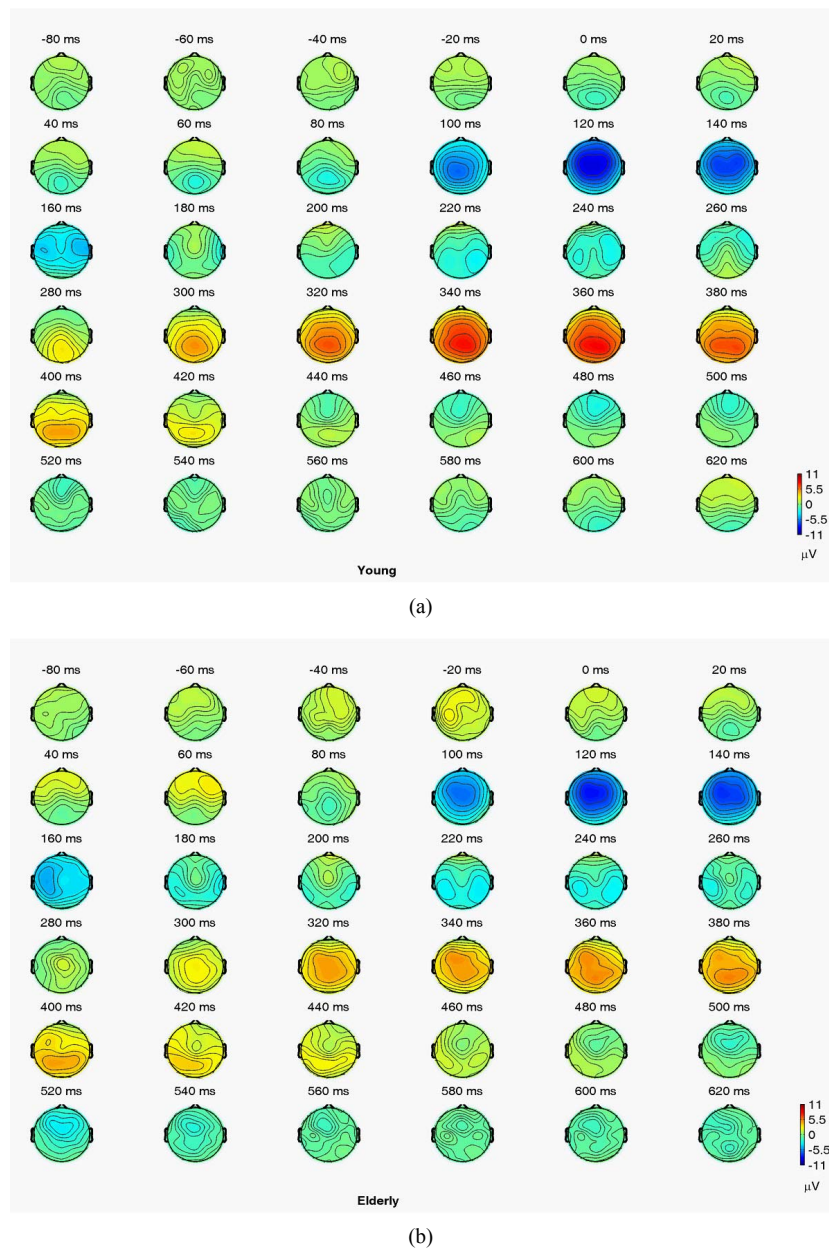 -80 ms -60 ms -40 ms -20 ms 0 ms 20 ms
40 ms 60 ms 80 ms 100 ms 120 ms 140 ms
160 ms 180 ms 200 ms 220 ms 240 ms 260 ms
280 ms 300 ms 320 ms 340 ms 360 ms 380 ms
400 ms 420 ms 440 ms 460 ms 480 ms 500 ms
520 ms 540 ms 560 ms 580 ms 600 ms 620 ms
11
5.5
0
-5.5
-11
μV
Young
(a)
-80 ms -60 ms -40 ms -20 ms 0 ms 20 ms
40 ms 60 ms 80 ms 100 ms 120 ms 140 ms
160 ms 180 ms 200 ms 220 ms 240 ms 260 ms
280 ms 300 ms 320 ms 340 ms 360 ms 380 ms
400 ms 420 ms 440 ms 460 ms 480 ms 500 ms
520 ms 540 ms 560 ms 580 ms 600 ms 620 ms
11
5.5
0
-5.5
-11
μV
Elderly
(b)